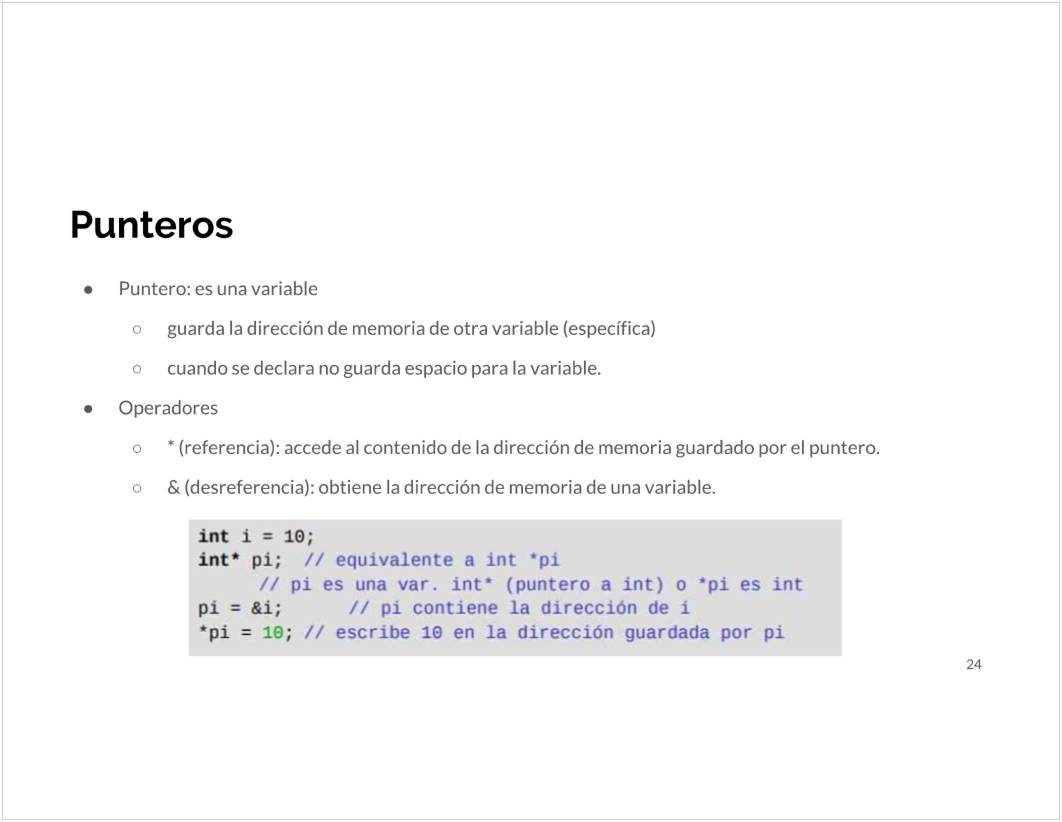 Punteros
● Puntero: es una variable
○ guarda la dirección de memoria de otra variable (específica)
○ cuando se declara no guarda espacio para la variable.
● Operadores
○ * (referencia): accede al contenido de la dirección de memoria guardado por el puntero.
○ & (desreferencia): obtiene la dirección de memoria de una variable.
int i = 10;
int* pi;  // equivalente a int *pi
      // pi es una var. int* (puntero a int) o *pi es int
pi = &i;       // pi contiene la dirección de i
*pi = 10; // escribe 10 en la dirección guardada por pi
24